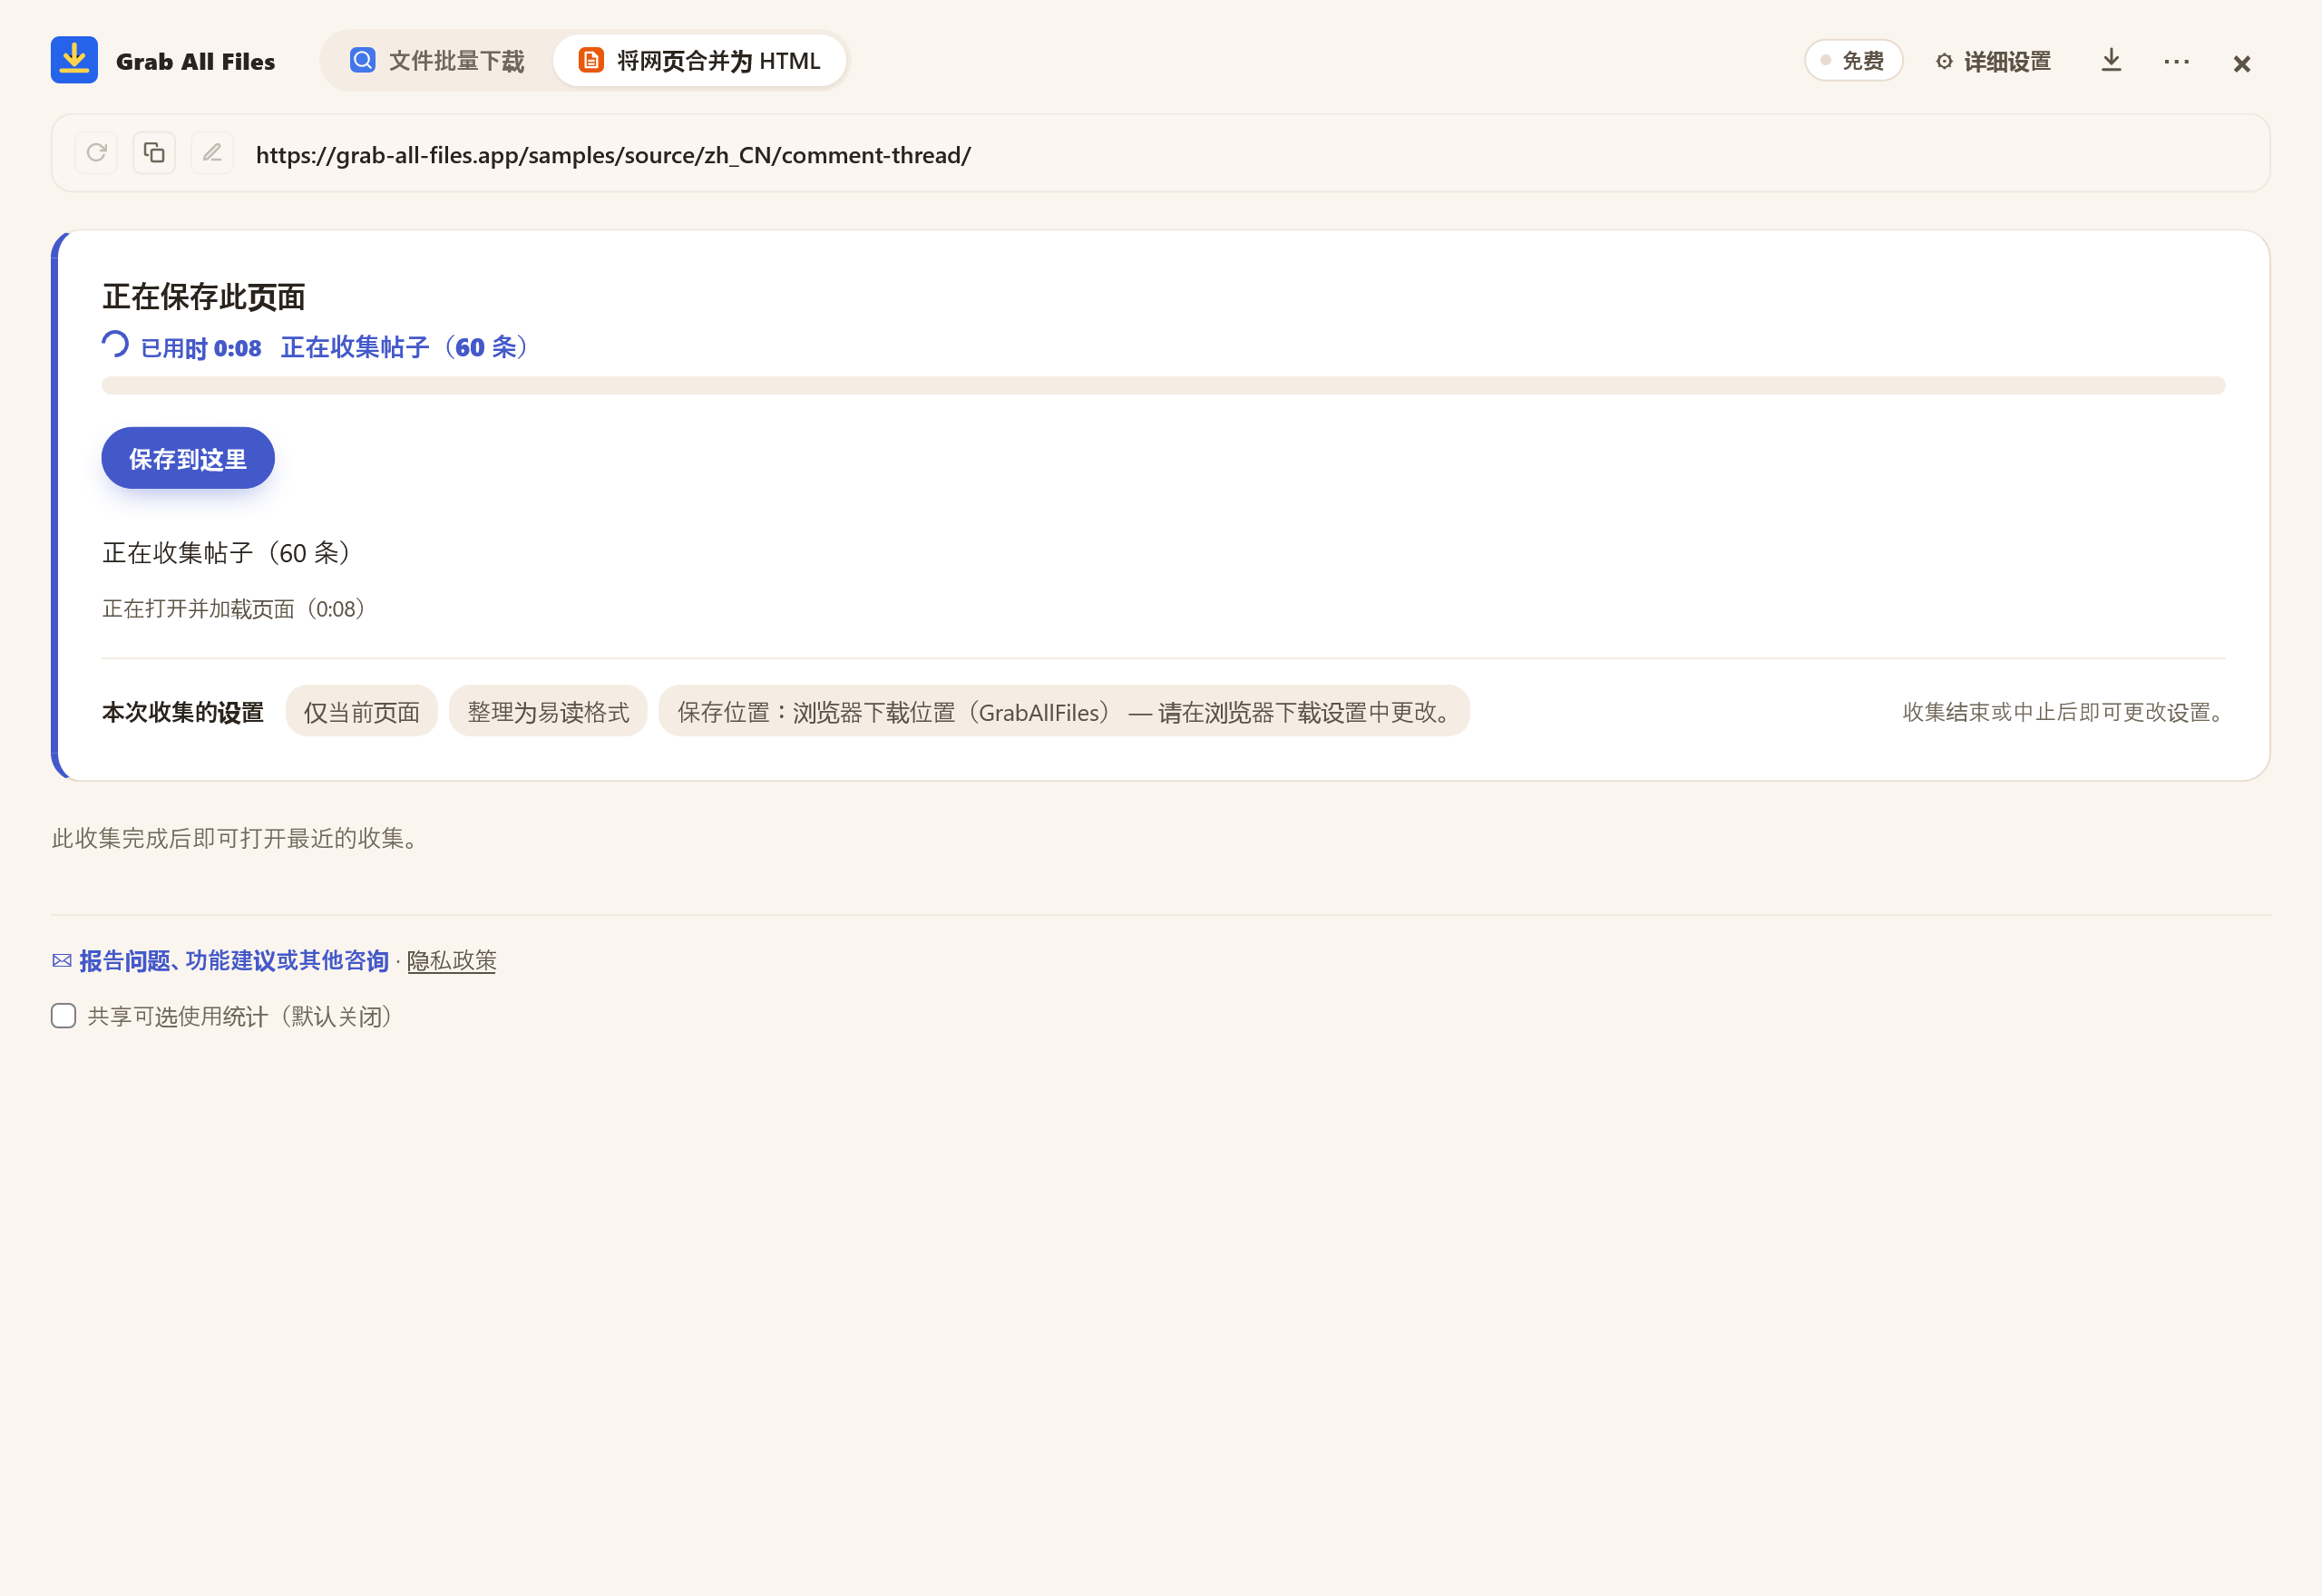 Grab All Files
文件批量下载
将网页合并为 HTML
免费
详细设置
https://grab-all-files.app/samples/source/zh_CN/comment-thread/
正在保存此页面
已用时 0:08 正在收集帖子（60 条）
保存到这里
正在收集帖子（60 条）
正在打开并加载页面（0:08）
本次收集的设置 仅当前页面 整理为易读格式 保存位置：浏览器下载位置（GrabAllFiles） — 请在浏览器下载设置中更改。 收集结束或中止后即可更改设置。
此收集完成后即可打开最近的收集。
报告问题、功能建议或其他咨询 · 隐私政策
共享可选使用统计（默认关闭）